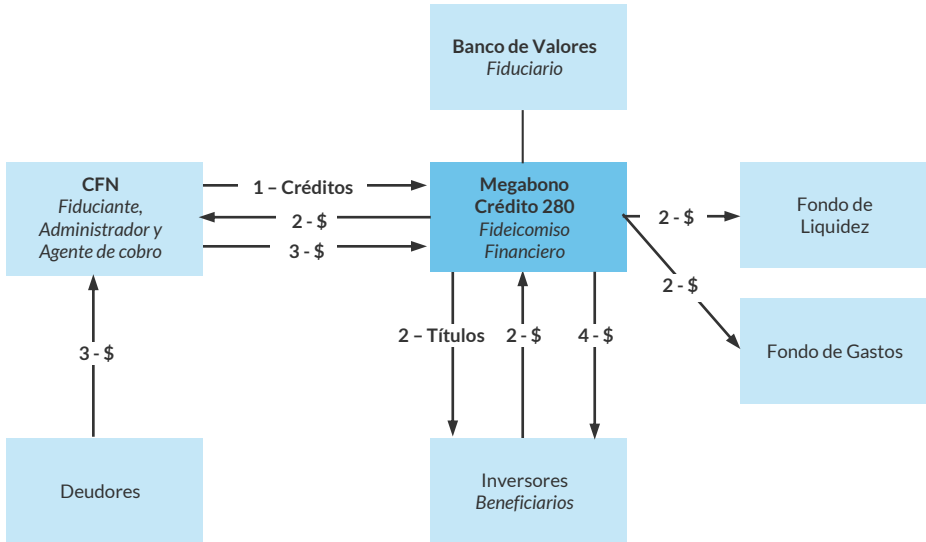 Banco de Valores
Fiduciario
CFN
Fiduciante,
Administrador y
Agente de cobro
1 – Créditos
2 - $
3 - $
Megabono
Crédito 280
Fideicomiso
Financiero
2 - $
Fondo de
Liquidez
2 - $
Fondo de Gastos
3 - $
2 – Títulos
2 - $
4 - $
Deudores
Inversores
Beneficiarios